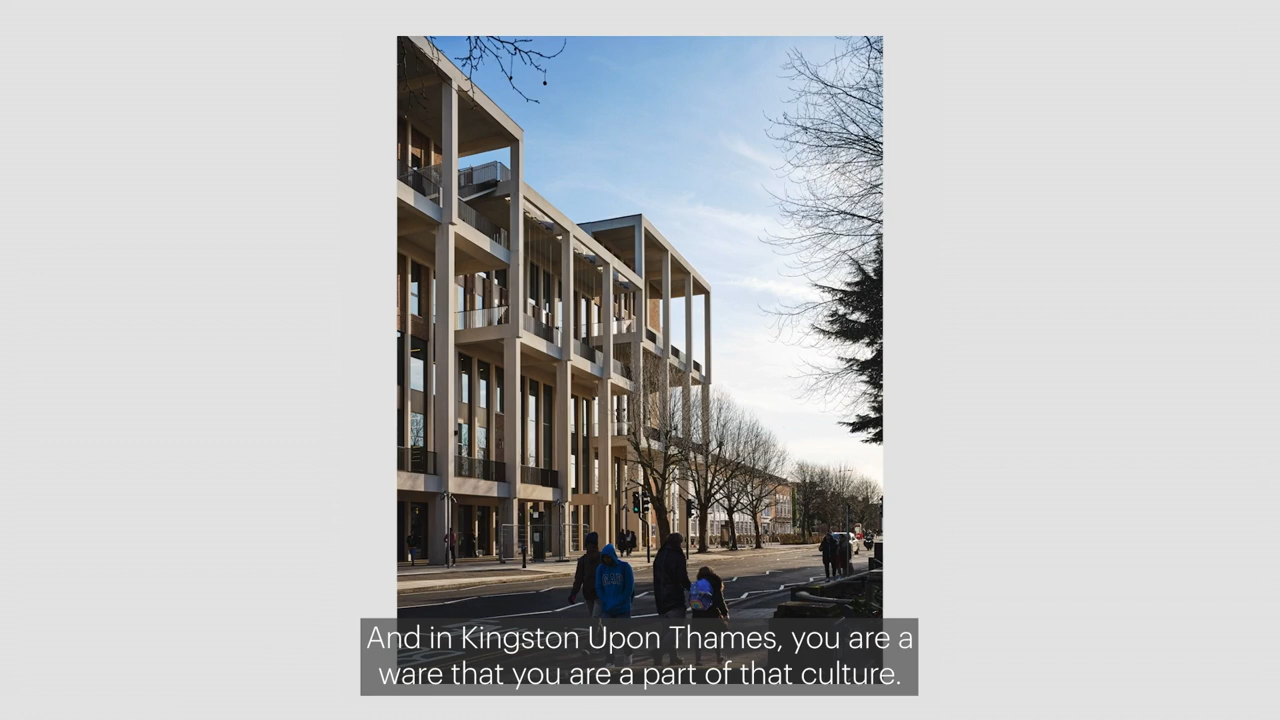 And in Kingston Upon Thames, you are a
ware that you are a part of that culture.